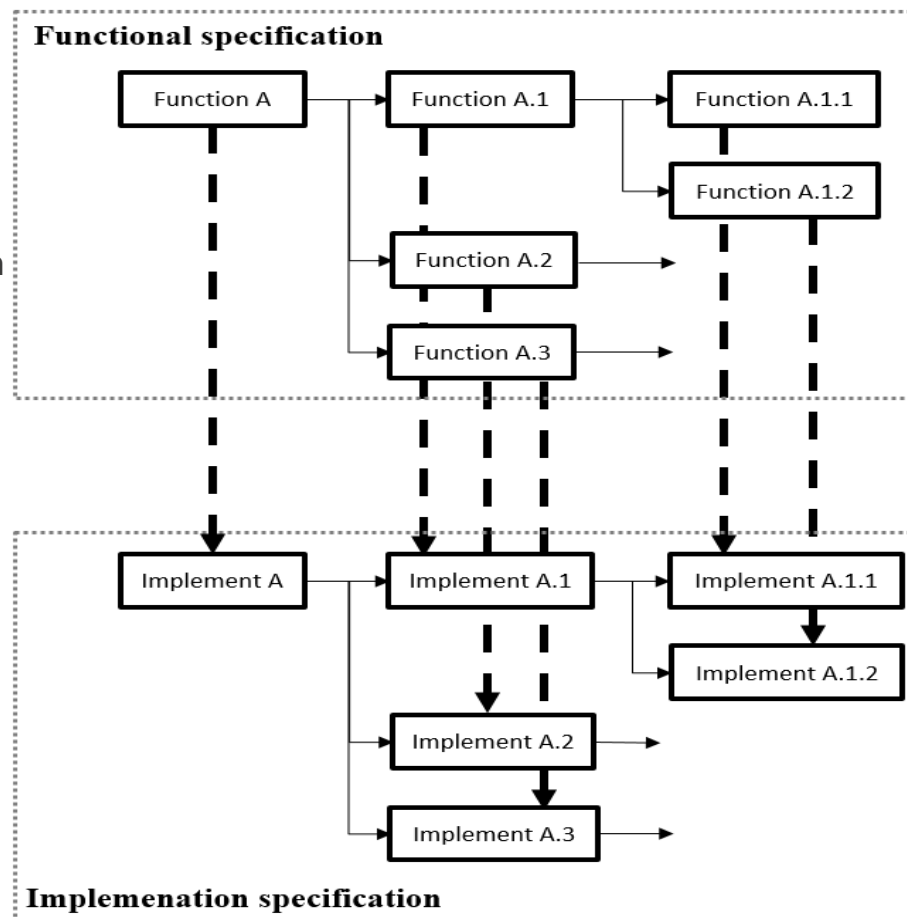 Functional specification
Function A
Function A.1
Function A.1.1
Function A.1.2
Function A.2
Function A.3
Implement A
Implement A.1
Implement A.1.1
Implement A.1.2
Implement A.2
Implement A.3
Implemenation specification